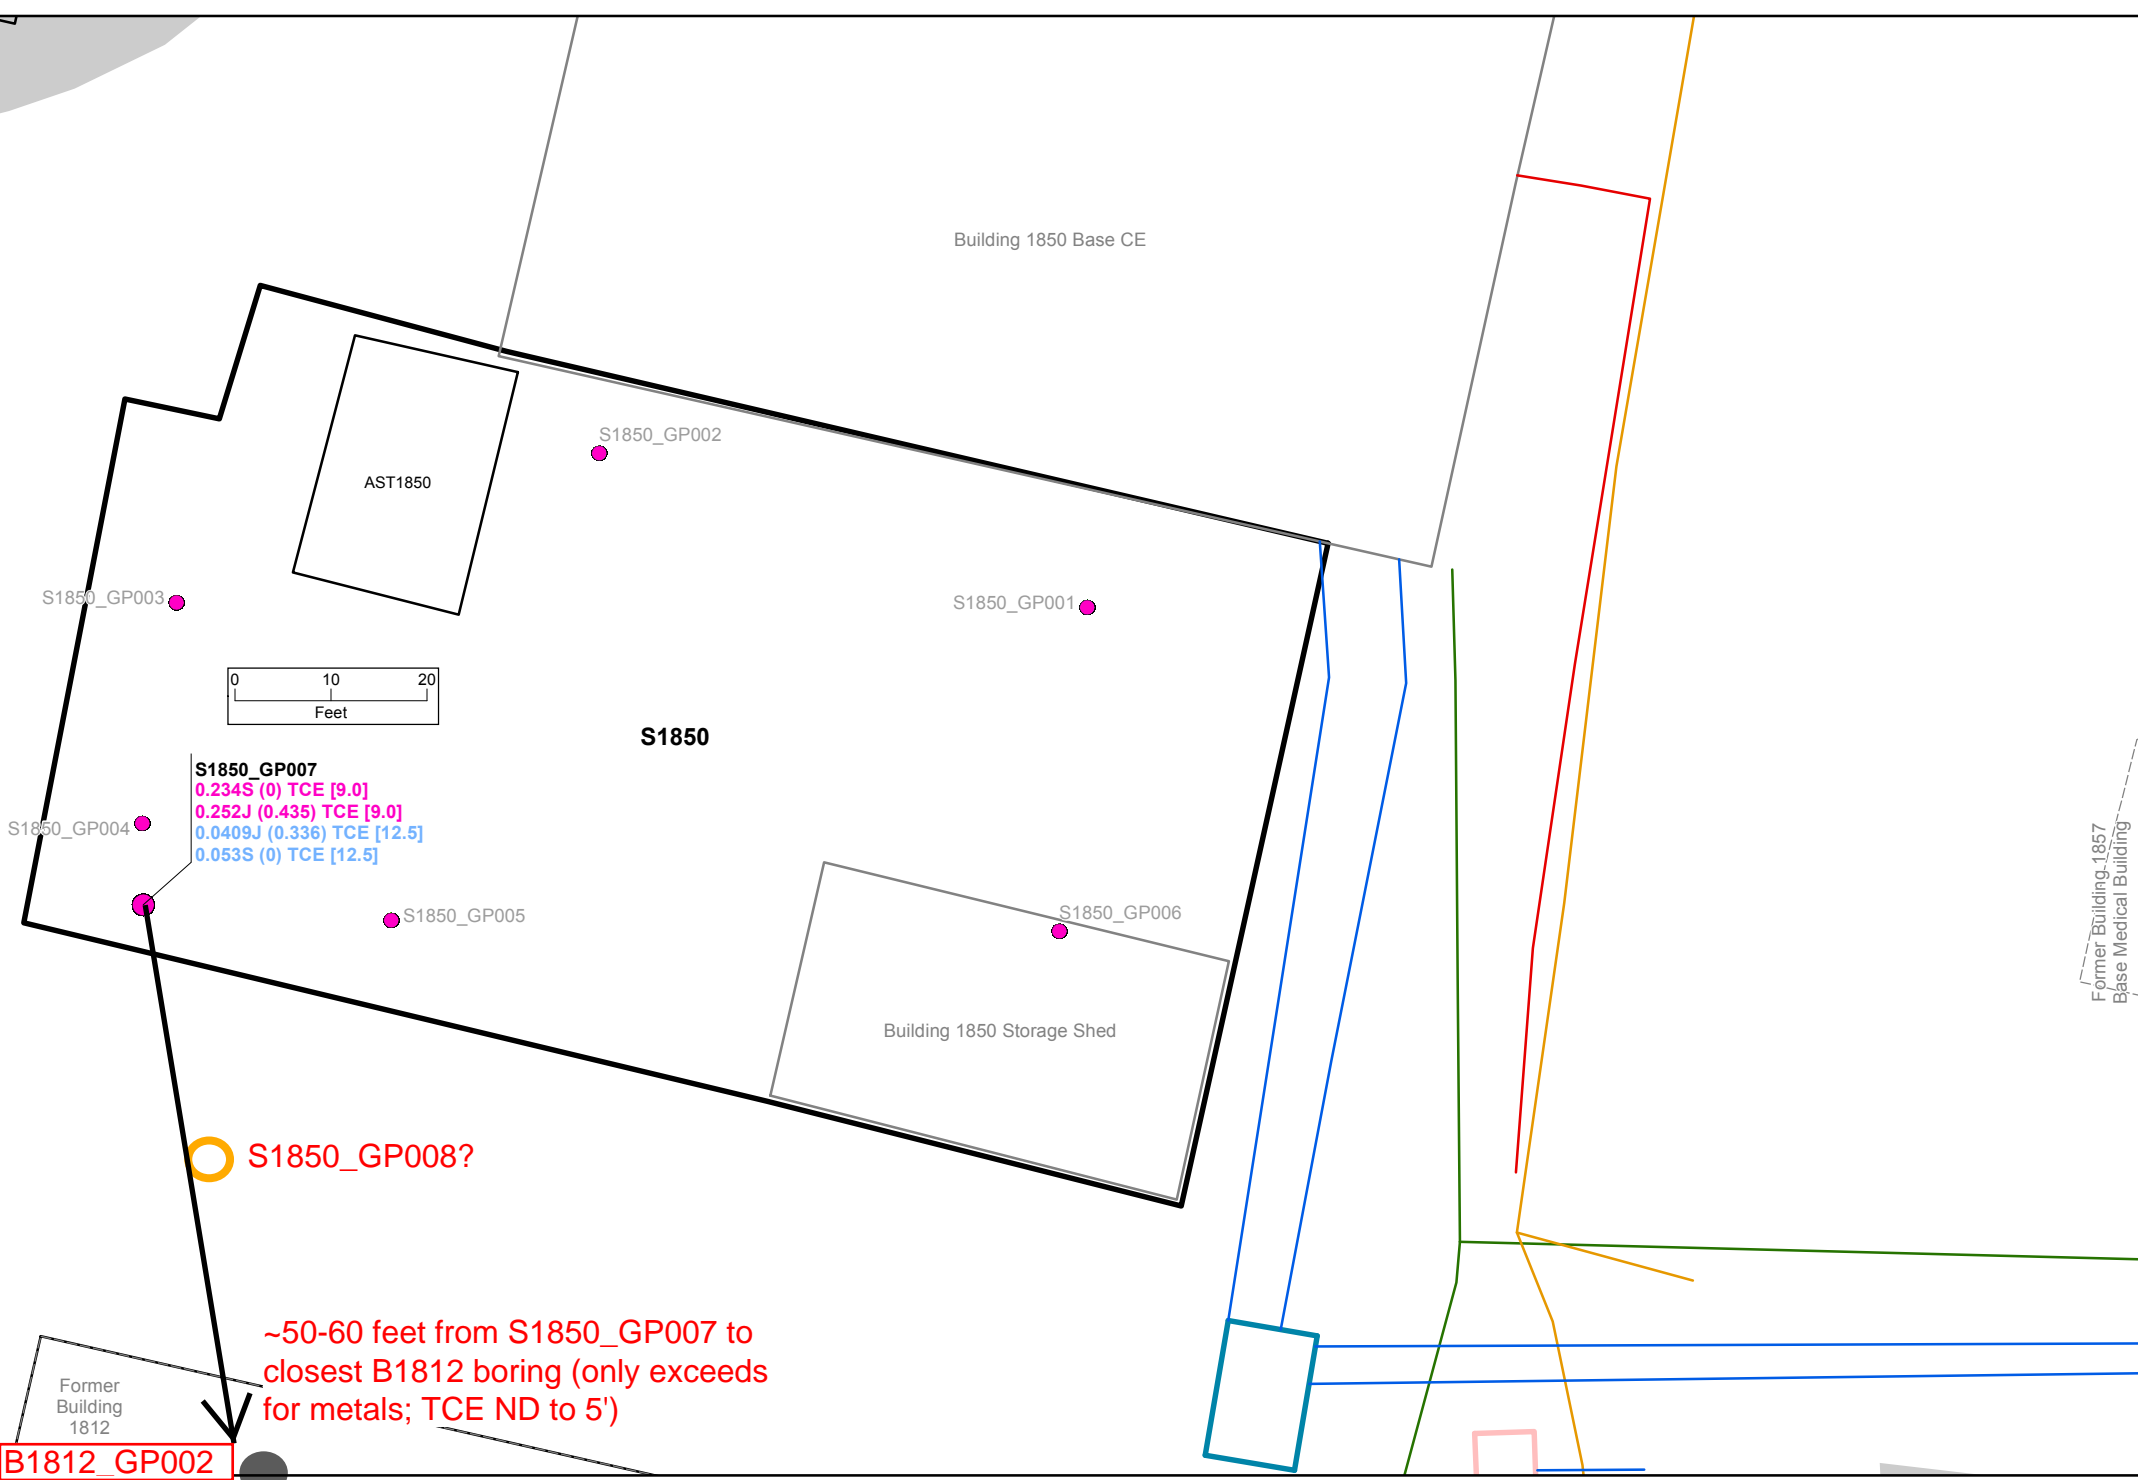 Building 1850 Base CE
S1850_GP002
AST1850
S1850_GP003
S1850_GP001
0 10 20
Feet
S1850
S1850_GP007
0.234S (0) TCE [9.0]
0.252J (0.435) TCE [9.0]
0.0409J (0.336) TCE [12.5]
0.053S (0) TCE [12.5]
S1850_GP004
S1850_GP005
S1850_GP006
Former Building 1857
Base Medical Building
Building 1850 Storage Shed
S1850_GP008?
~50-60 feet from S1850_GP007 to
closest B1812 boring (only exceeds
for metals; TCE ND to 5')
Former
Building
1812
B1812_GP002